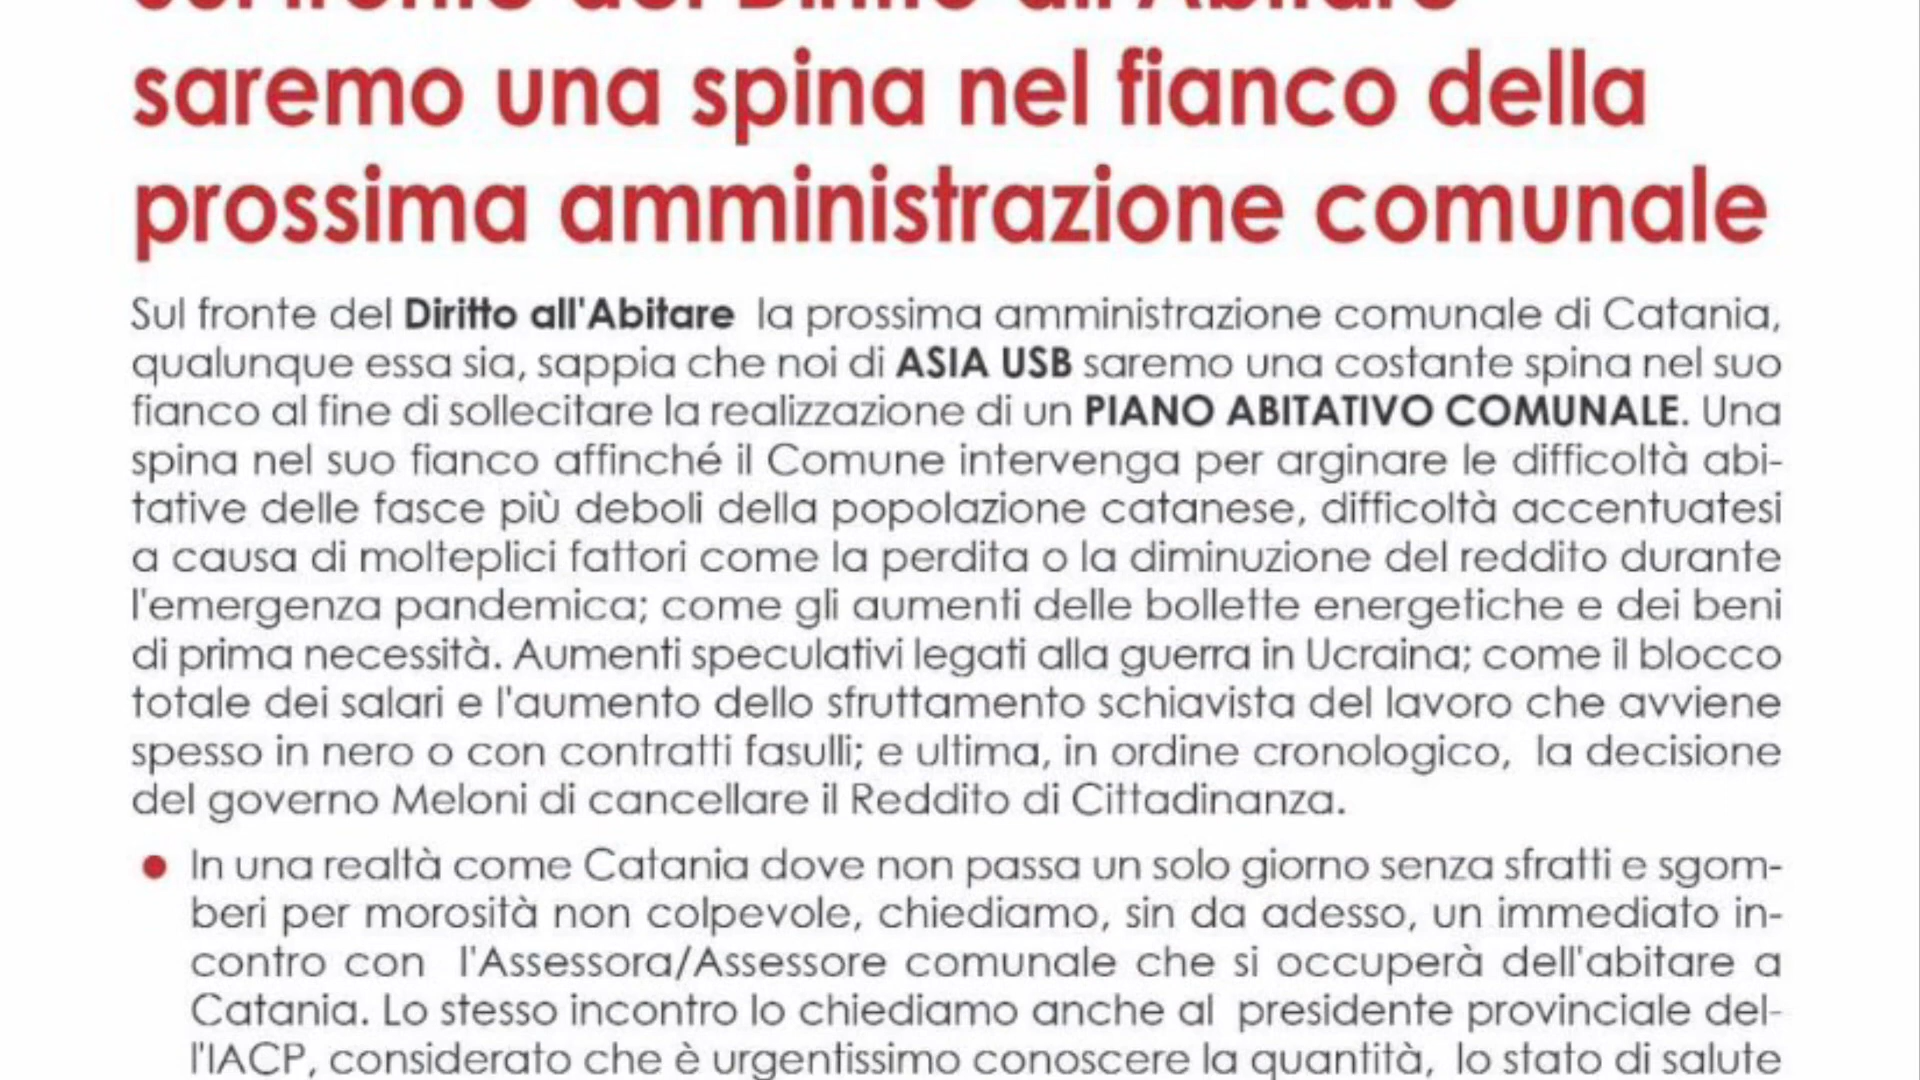 sul fronte del Diritto all'Abitare
saremo una spina nel fianco della
prossima amministrazione comunale
Sul fronte del Diritto all'Abitare la prossima amministrazione comunale di Catania,
qualunque essa sia, sappia che noi di ASIA USB saremo una costante spina nel suo
fianco al fine di sollecitare la realizzazione di un PIANO ABITATIVO COMUNALE. Una
spina nel suo fianco affinché il Comune intervenga per arginare le difficoltà abi-
tative delle fasce più deboli della popolazione catanese, difficoltà accentuatesi
a causa di molteplici fattori come la perdita o la diminuzione del reddito durante
l'emergenza pandemica; come gli aumenti delle bollette energetiche e dei beni
di prima necessità. Aumenti speculativi legati alla guerra in Ucraina; come il blocco
totale dei salari e l'aumento dello sfruttamento schiavista del lavoro che avviene
spesso in nero o con contratti fasulli; e ultima, in ordine cronologico, la decisione
del governo Meloni di cancellare il Reddito di Cittadinanza.
• In una realtà come Catania dove non passa un solo giorno senza sfratti e sgom-
beri per morosità non colpevole, chiediamo, sin da adesso, un immediato in-
contro con l'Assessora/Assessore comunale che si occuperà dell'abitare a
Catania. Lo stesso incontro lo chiediamo anche al presidente provinciale del-
l'IACP, considerato che è urgentissimo conoscere la quantità, lo stato di salute